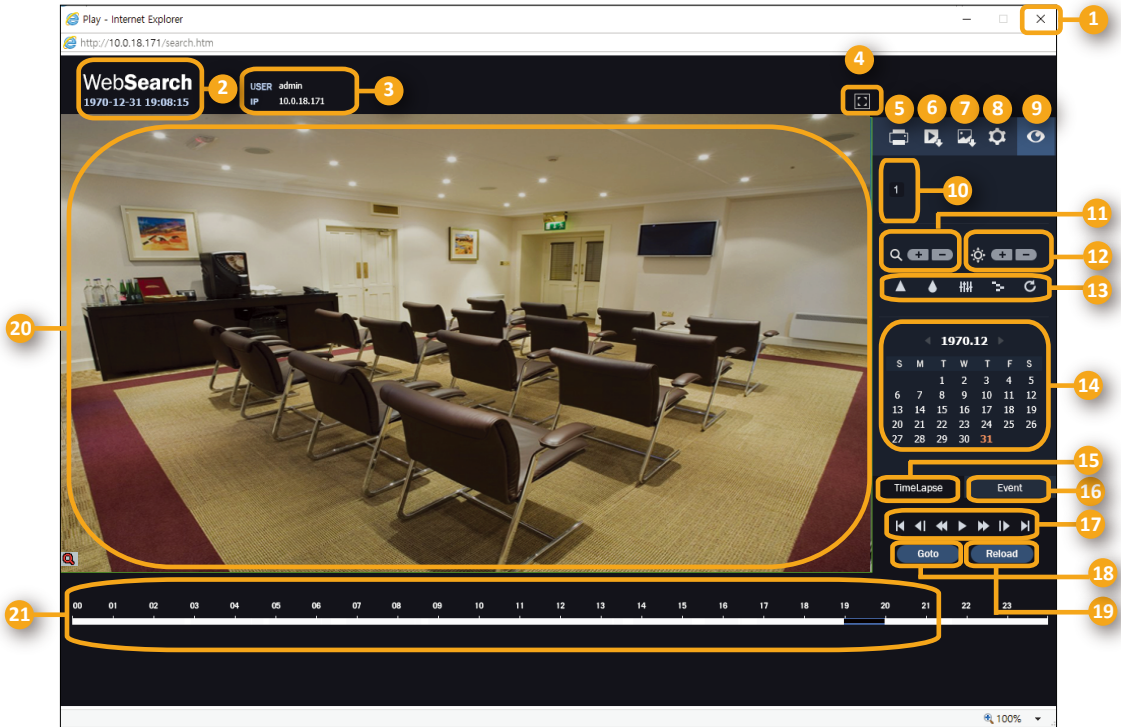 Play - Internet Explorer
1
http://10.0.18.171/search.htm
4
WebSearch
1970-12-31 19:08:15
2
USER admin
IP 10.0.18.171
3
5 6 7 8 9
1
10
11
12
13
1970.12
S M T W T F S
1 2 3 4 5
6 7 8 9 10 11 12
13 14 15 16 17 18 19
20 21 22 23 24 25 26
27 28 29 30 31
14
15
TimeLapse
Event
16
17
Goto
Reload
18
19
20
21
00 01 02 03 04 05 06 07 08 09 10 11 12 13 14 15 16 17 18 19 20 21 22 23
100%